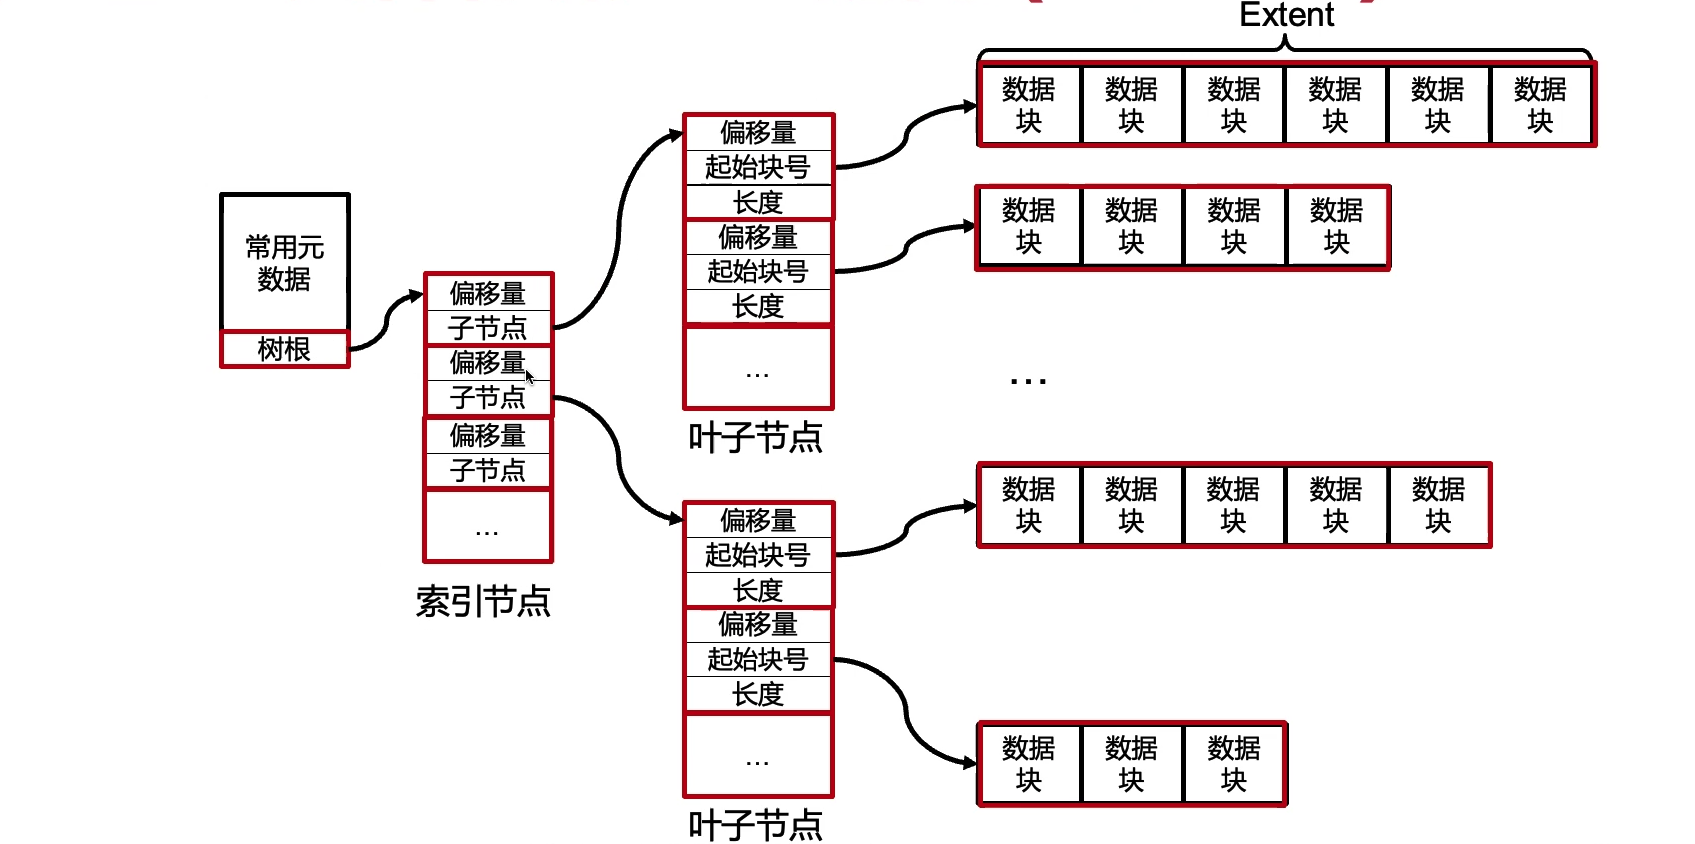 Extent
数据
块
数据
块
数据
块
数据
块
数据
块
数据
块
偏移量
起始块号
长度
偏移量
起始块号
长度
...
叶子节点
数据
块
数据
块
数据
块
数据
块
常用元
数据
树根
偏移量
子节点
偏移量
子节点
偏移量
子节点
...
索引节点
...
偏移量
起始块号
长度
偏移量
起始块号
长度
...
叶子节点
数据
块
数据
块
数据
块
数据
块
数据
块
数据
块
数据
块
数据
块